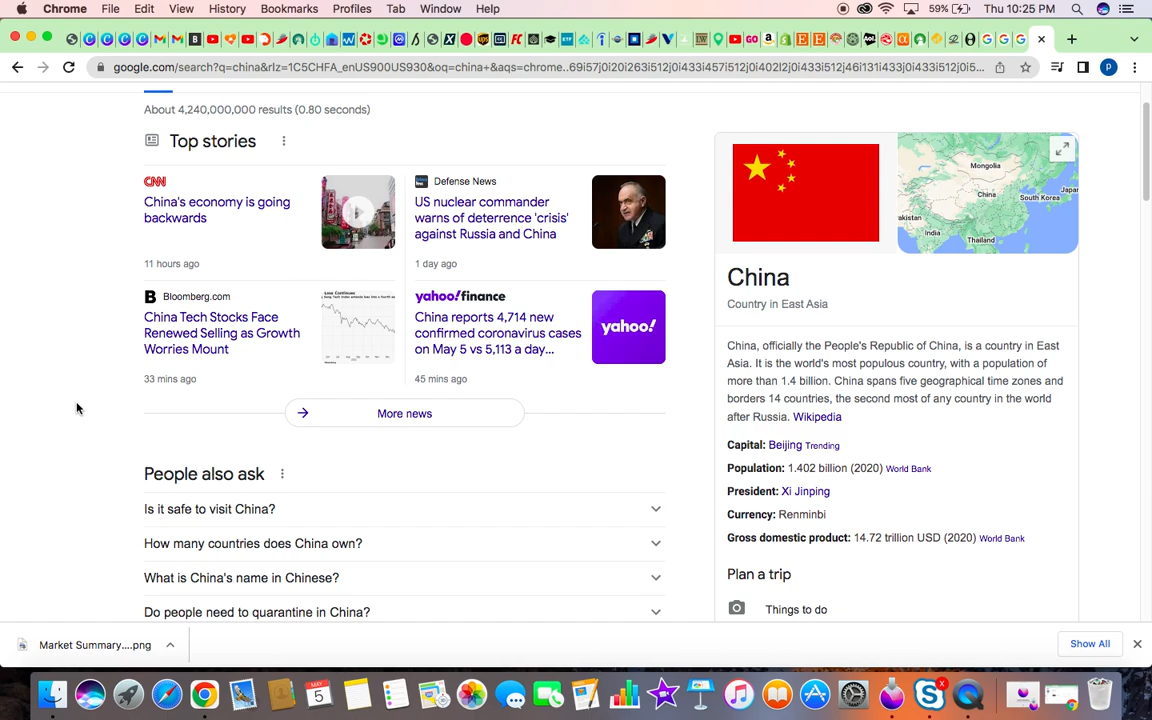 Chrome File Edit View History Bookmarks Profiles Tab Window Help 59% Thu 10:25 PM
google.com/search?q=china&rlz=1C5CHFA_enUS900US930&oq=china+&aqs=chrome..69i57j0i20i263i512j0i433i457i512j0i402l2j0i433i512j46i131i433j0i433i512j0i5...
About 4,240,000,000 results (0.80 seconds)
Top stories
CNN
China's economy is going
backwards
11 hours ago
Defense News
US nuclear commander
warns of deterrence 'crisis'
against Russia and China
1 day ago
Bloomberg.com
China Tech Stocks Face
Renewed Selling as Growth
Worries Mount
33 mins ago
yahoo!finance
China reports 4,714 new
confirmed coronavirus cases
on May 5 vs 5,113 a day...
yahoo!
45 mins ago
More news
People also ask
Is it safe to visit China?
How many countries does China own?
What is China's name in Chinese?
Do people need to quarantine in China?
Mongolia
China
Japan
South Korea
akistan
India
Thailand
China
Country in East Asia
China, officially the People's Republic of China, is a country in East
Asia. It is the world's most populous country, with a population of
more than 1.4 billion. China spans five geographical time zones and
borders 14 countries, the second most of any country in the world
after Russia. Wikipedia
Capital: Beijing Trending
Population: 1.402 billion (2020) World Bank
President: Xi Jinping
Currency: Renminbi
Gross domestic product: 14.72 trillion USD (2020) World Bank
Plan a trip
Things to do
Market Summary....png
Show All
MAY
5